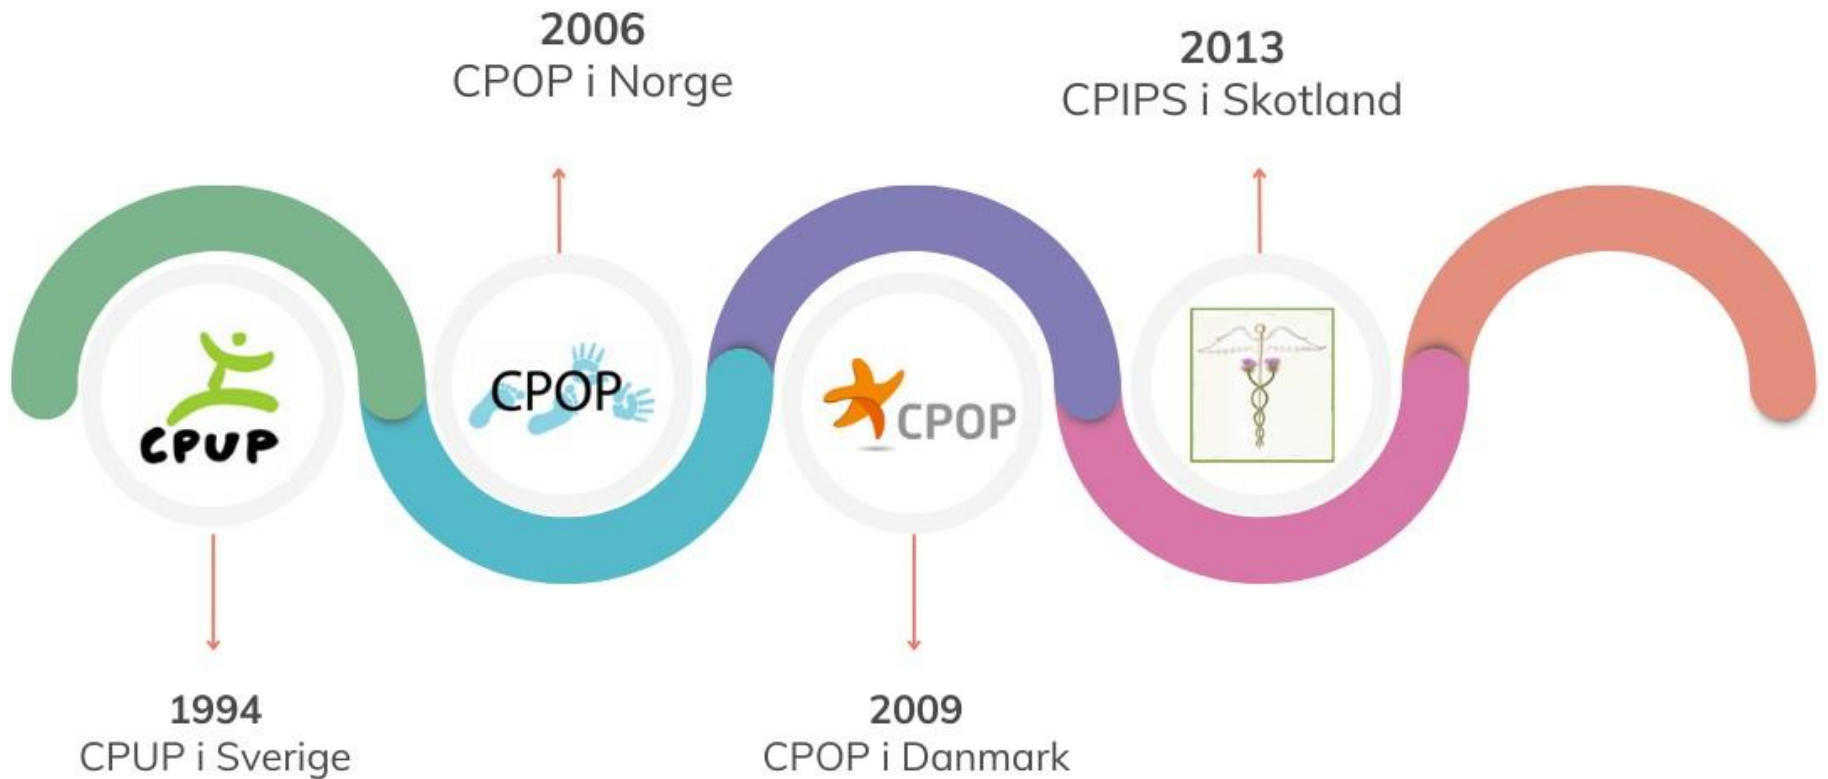 2006
CPOP i Norge
2013
CPIPS i Skotland
CPUP
CPOP
CPOP
1994
CPUP i Sverige
2009
CPOP i Danmark